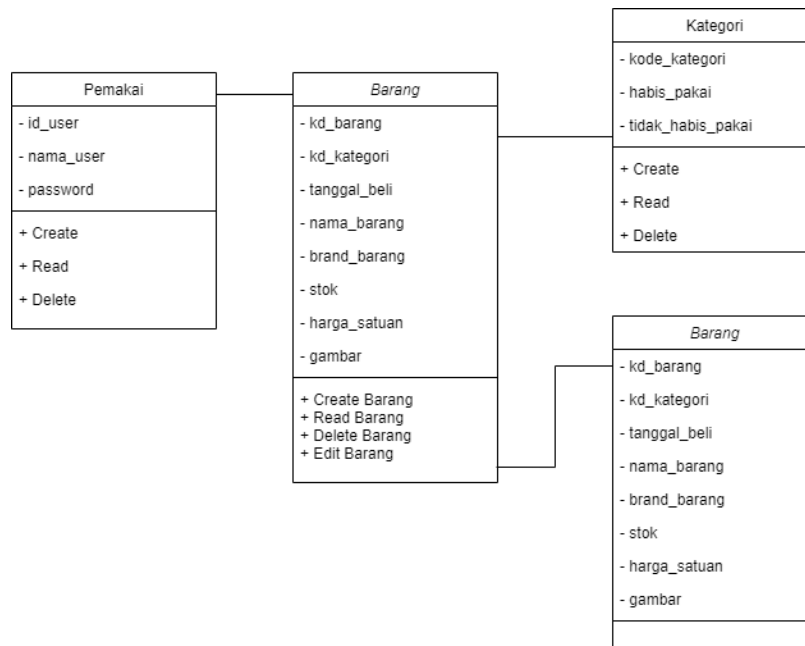 Pemakai
- id_user
- nama_user
- password
+ Create
+ Read
+ Delete
Barang
- kd_barang
- kd_kategori
- tanggal_beli
- nama_barang
- brand_barang
- stok
- harga_satuan
- gambar
+ Create Barang
+ Read Barang
+ Delete Barang
+ Edit Barang
Kategori
- kode_kategori
- habis_pakai
- tidak_habis_pakai
+ Create
+ Read
+ Delete
Barang
- kd_barang
- kd_kategori
- tanggal_beli
- nama_barang
- brand_barang
- stok
- harga_satuan
- gambar